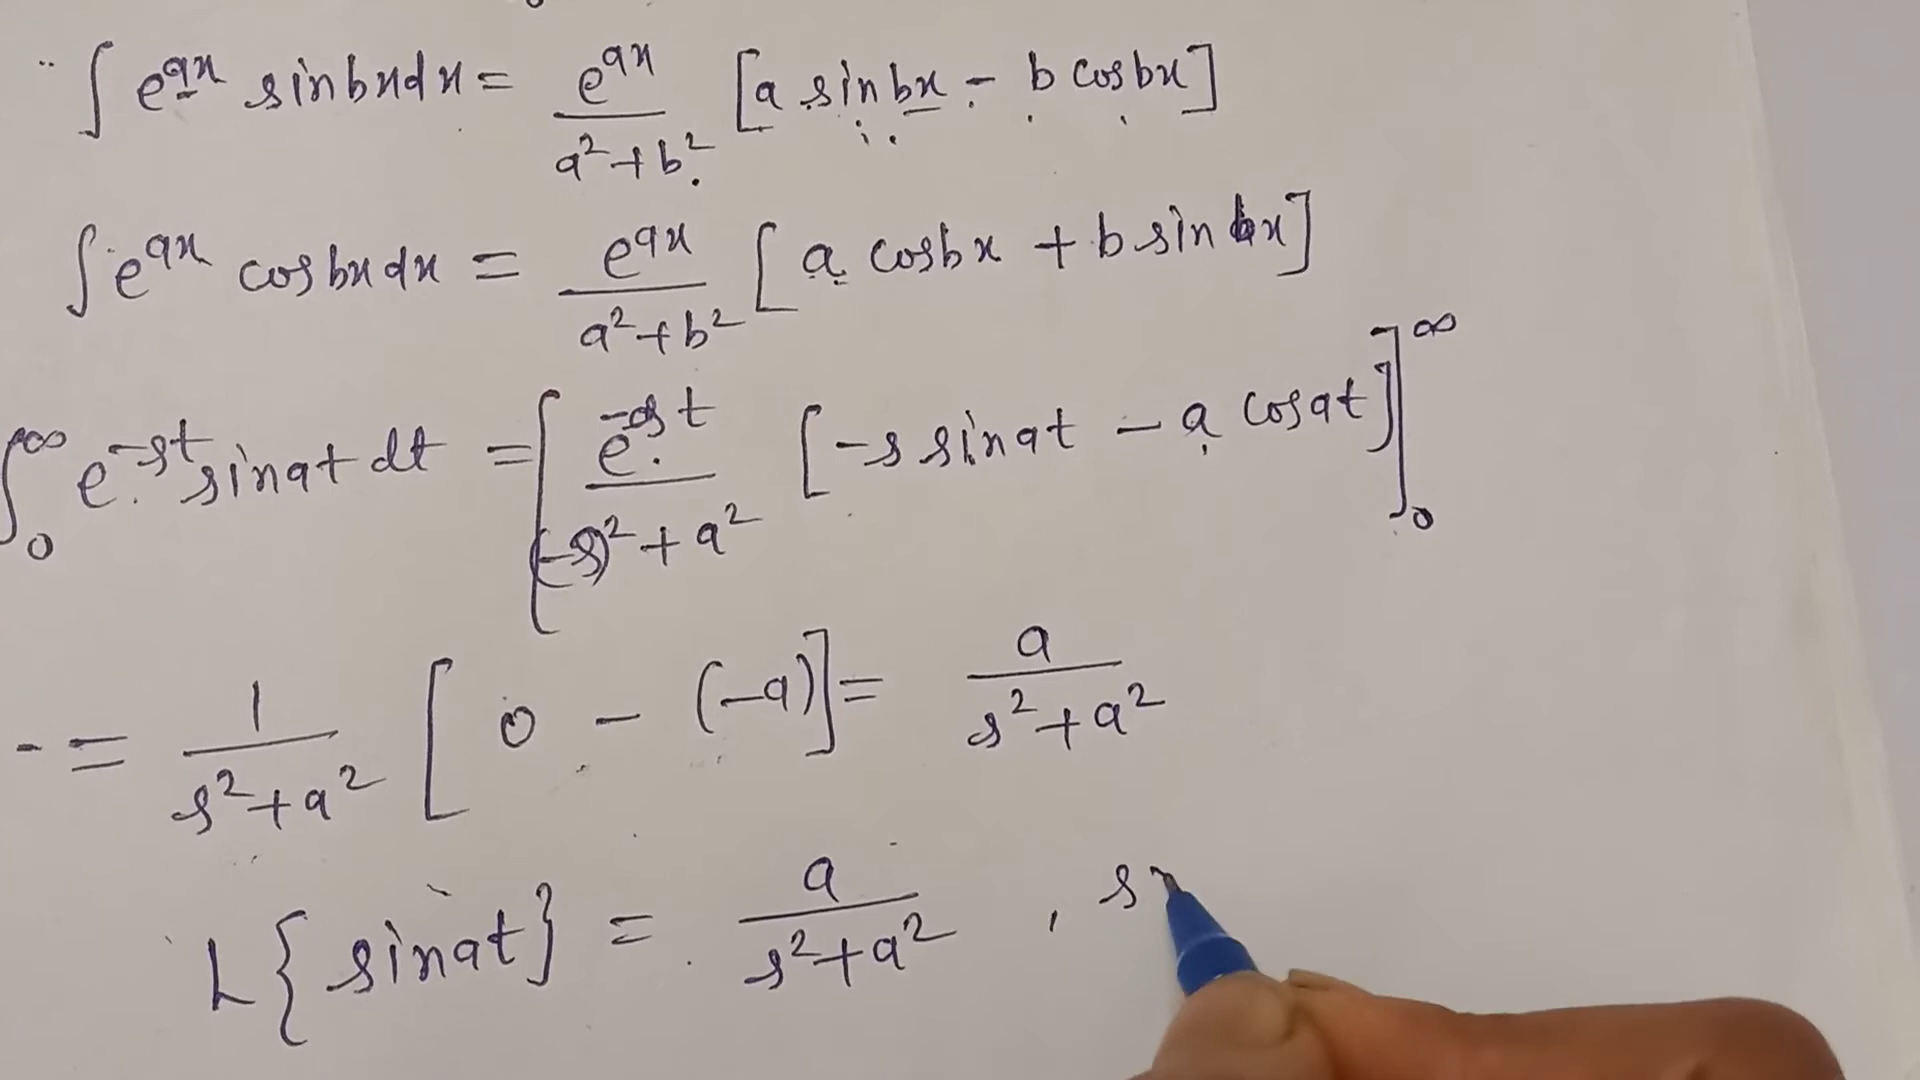 ∫ e^{ax} sin bx dx = e^{ax} / (a² + b²) [a sin bx - b cos bx]
∫ e^{ax} cos bx dx = e^{ax} / (a² + b²) [a cos bx + b sin bx]
∫₀^∞ e^{-st} sin at dt = [e^{-st} / ((-s)² + a²) [-s sin at - a cos at]]₀^∞
= 1 / (s² + a²) [0 - (-a)] = a / (s² + a²)
L{sin at} = a / (s² + a²) , s